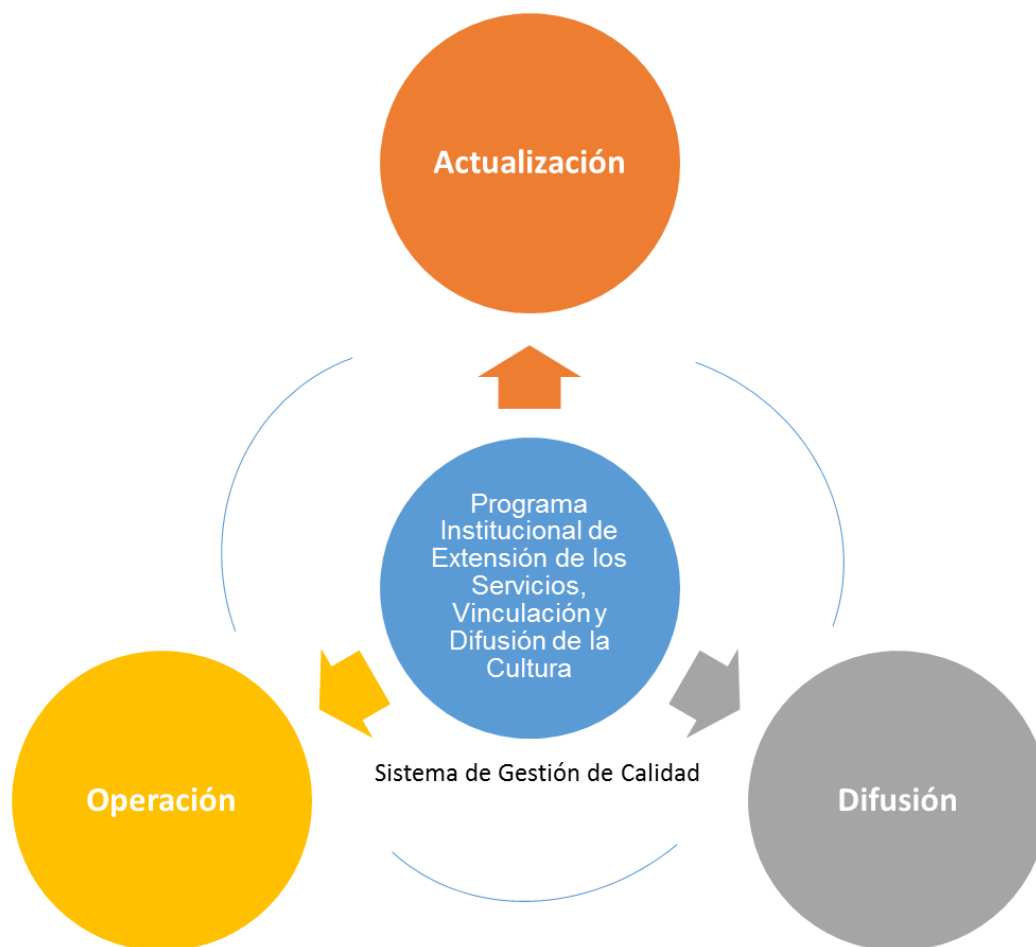 Actualización
Programa
Institucional de
Extensión de los
Servicios,
Vinculación y
Difusión de la
Cultura
Sistema de Gestión de Calidad
Operación
Difusión